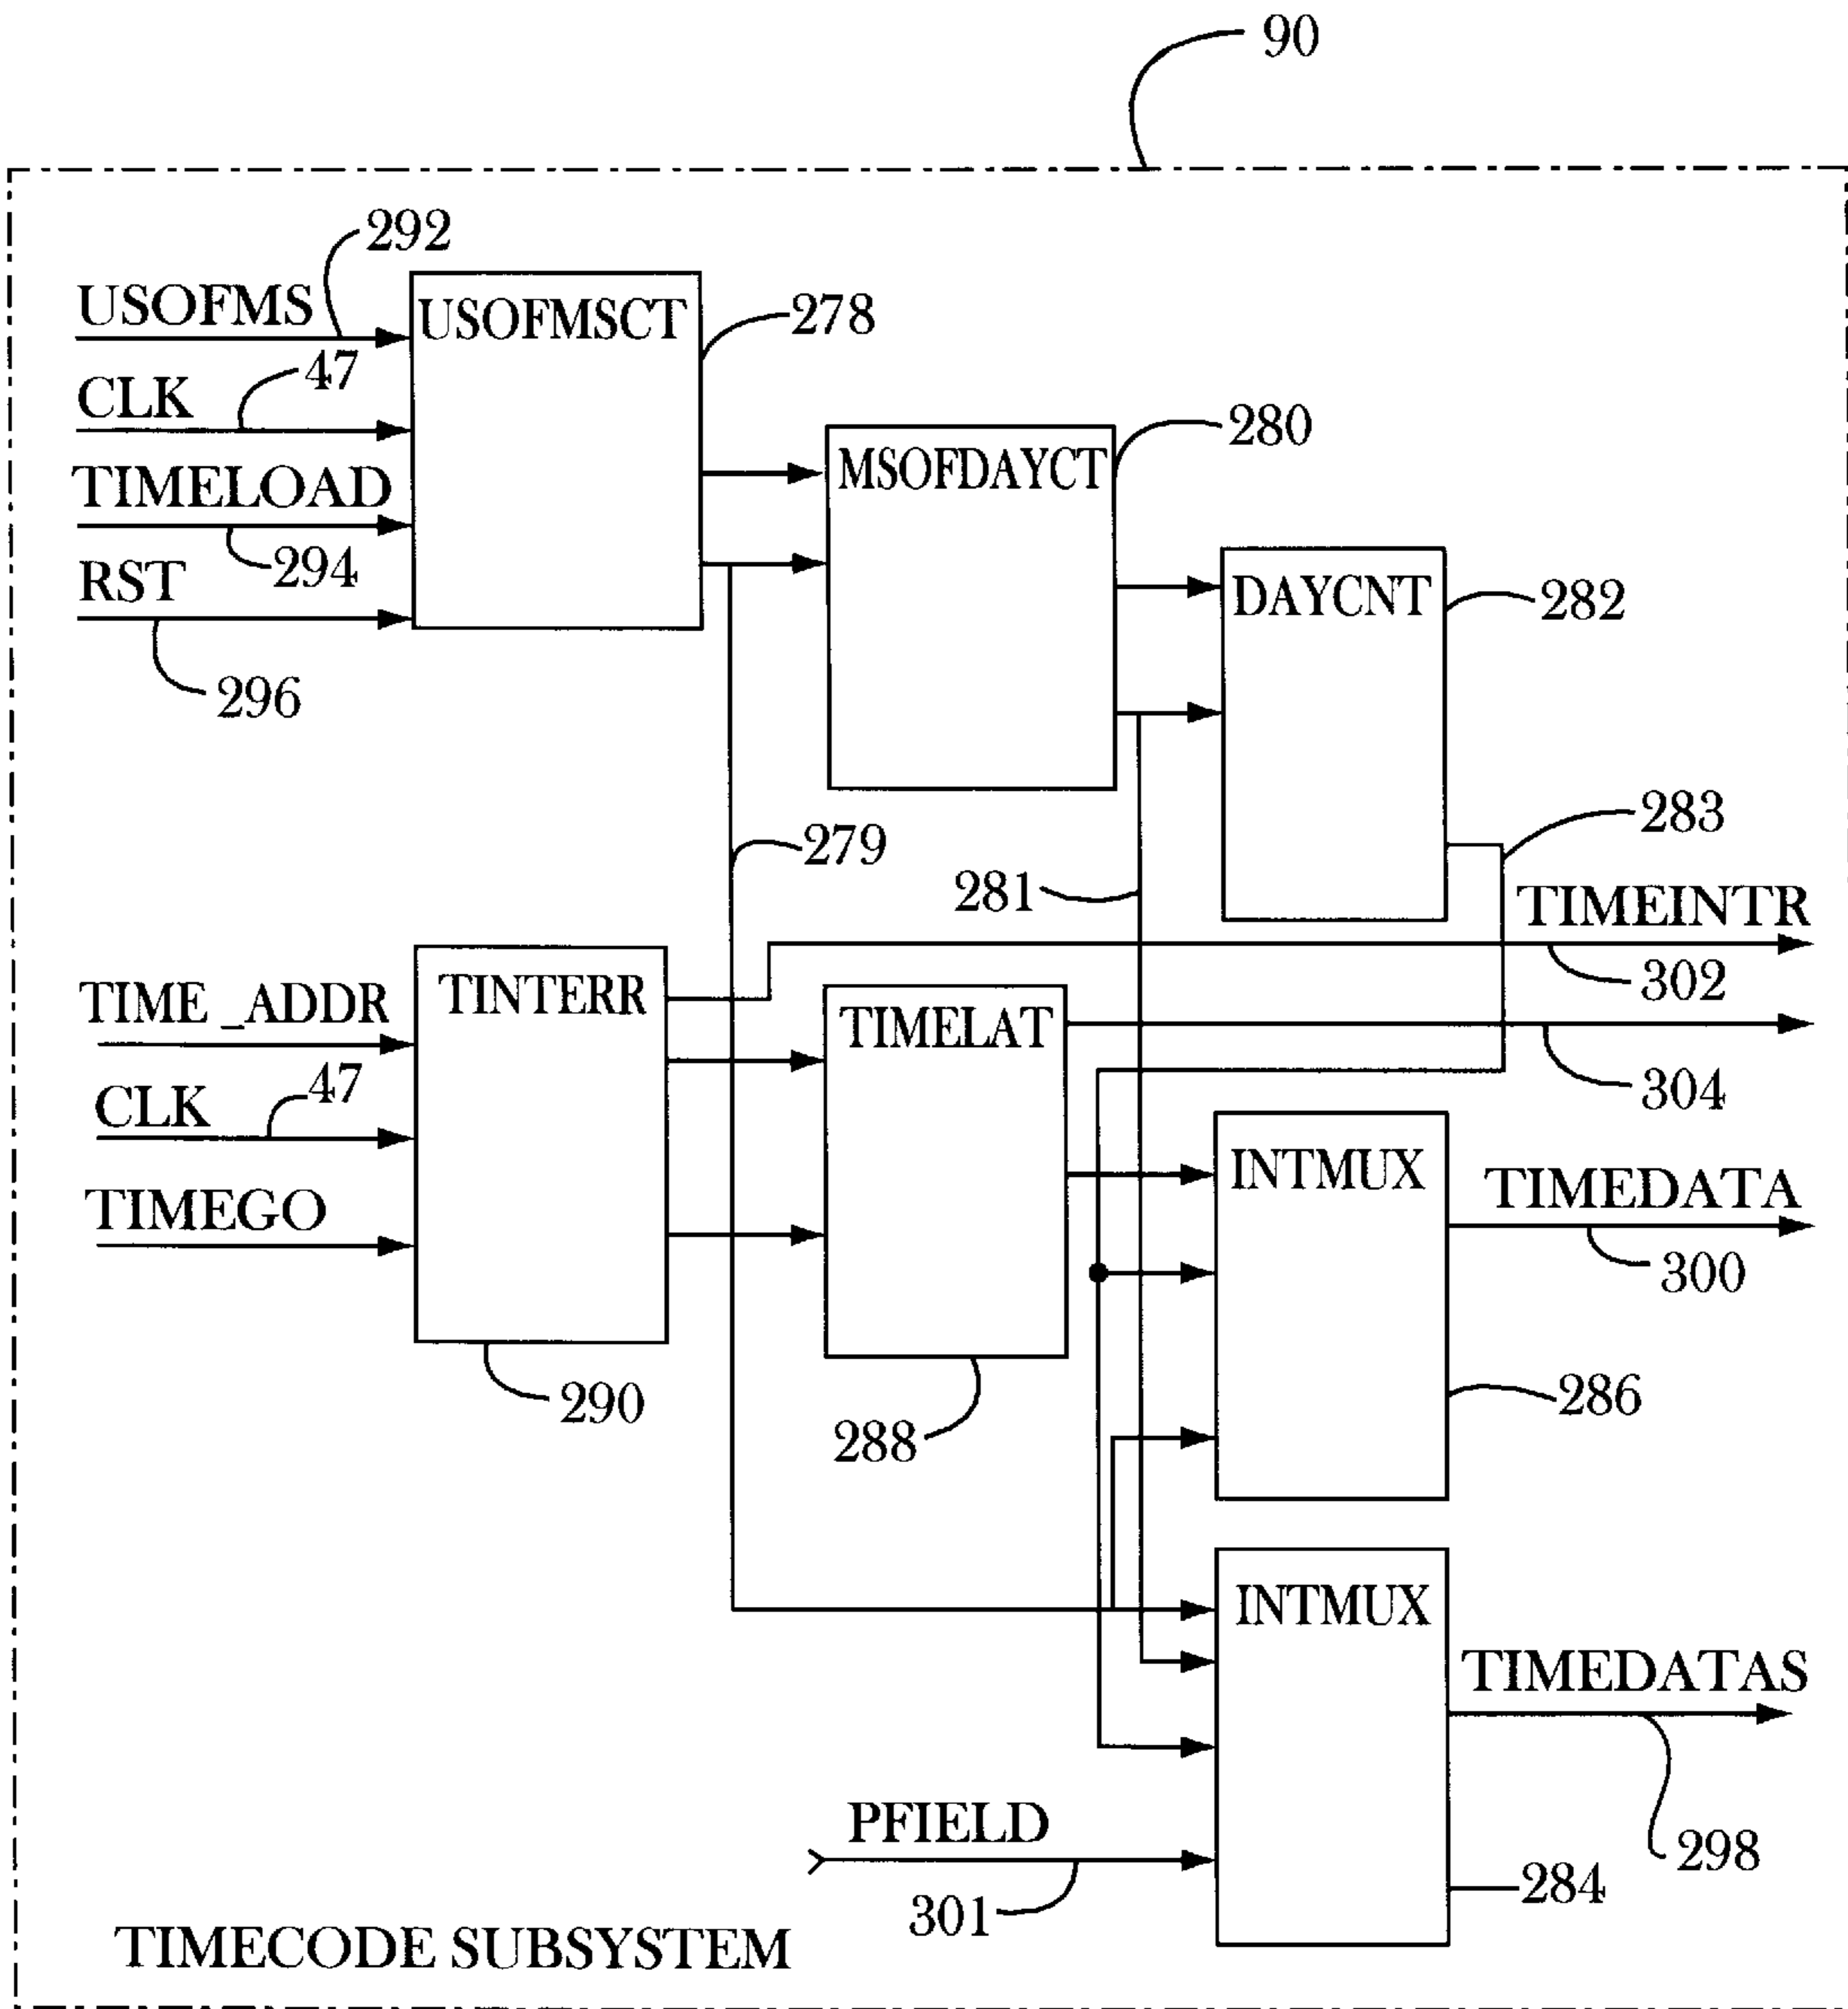 90
292
USOFMS
USOFMSCT
278
47
CLK
280
MSOFDAYCT
TIMELOAD
294
RST
DAYCNT
282
296
283
279
281
TIMEINTR
302
TIME_ADDR
TINTERR
TIMELAT
304
47
CLK
INTMUX
TIMEDATA
TIMEGO
300
290
288
286
INTMUX
TIMEDATAS
PFIELD
298
284
301
TIMECODE SUBSYSTEM